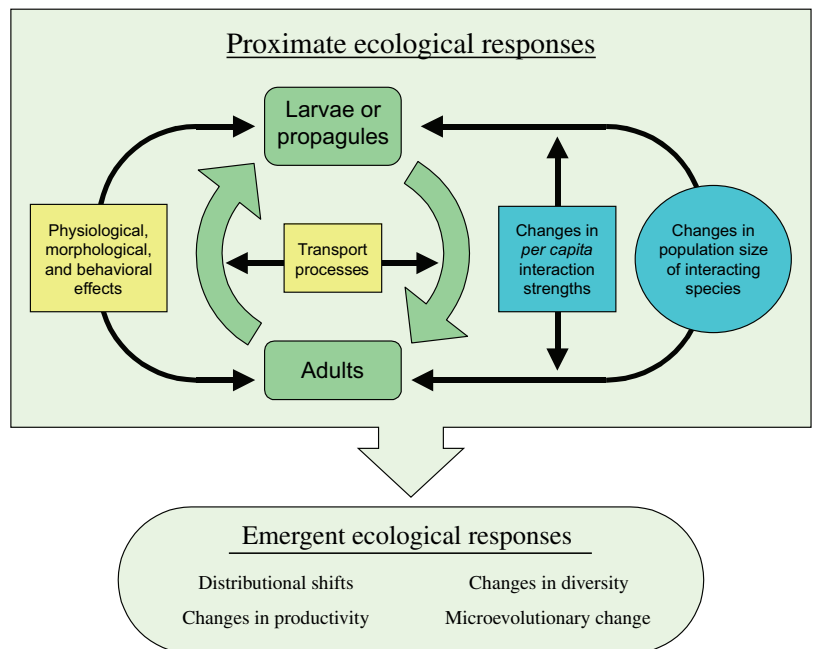 Proximate ecological responses
Larvae or
propagules
Physiological,
morphological,
and behavioral
effects
Transport
processes
Changes in
per capita
interaction
strengths
Changes in
population size
of interacting
species
Adults
Emergent ecological responses
Distributional shifts
Changes in diversity
Changes in productivity
Microevolutionary change